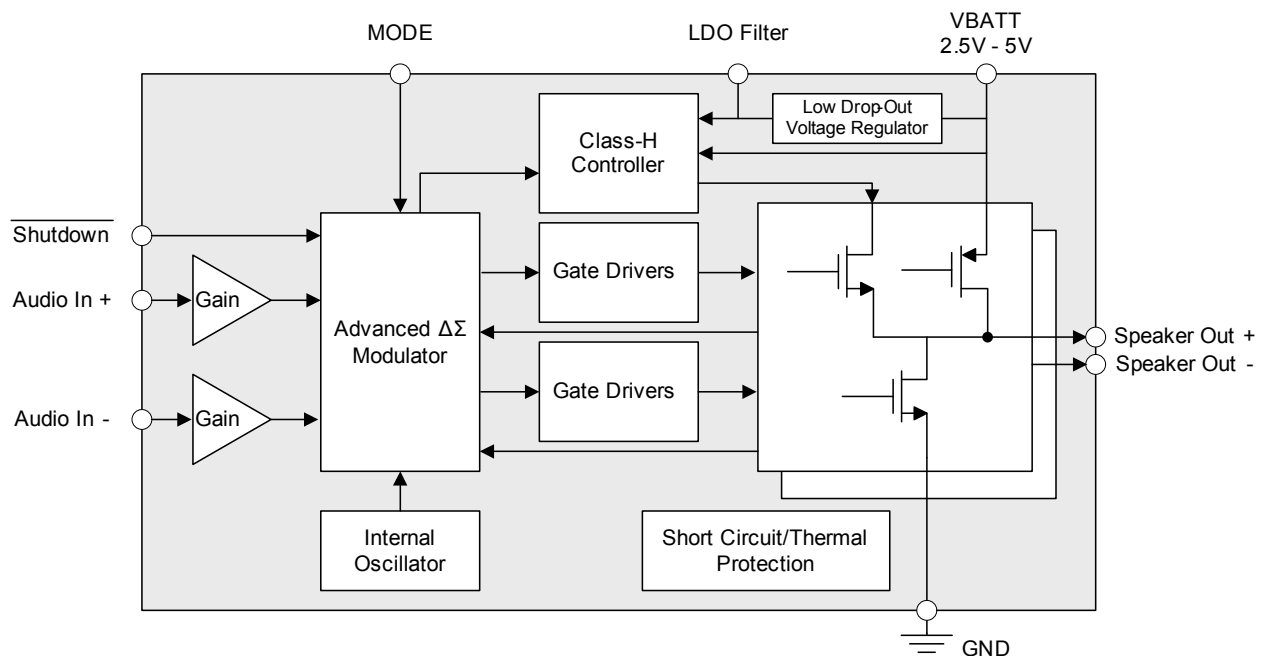 MODE
LDO Filter
VBATT
2.5V - 5V
Low Drop-Out
Voltage Regulator
Class-H
Controller
Shutdown
Gate Drivers
Audio In +
Gain
Advanced ΔΣ
Modulator
Speaker Out +
Speaker Out -
Gate Drivers
Audio In -
Gain
Internal
Oscillator
Short Circuit/Thermal
Protection
GND